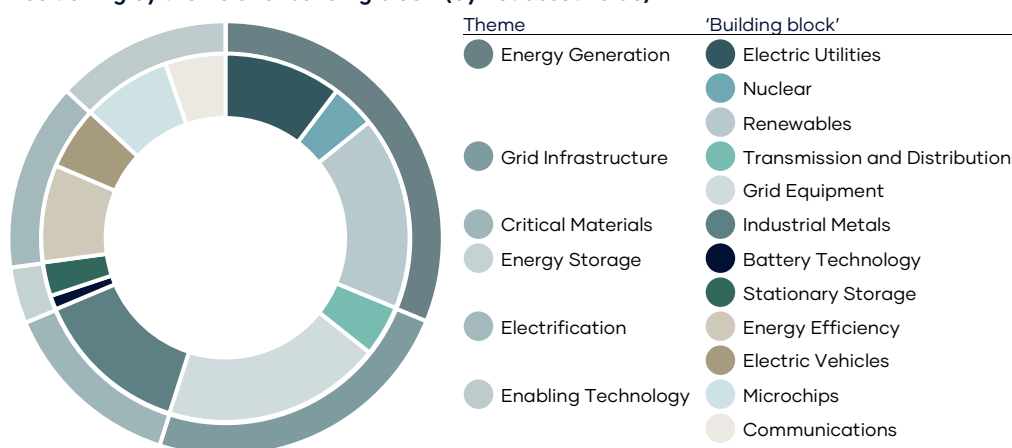 Theme ‘Building block’
Energy Generation Electric Utilities
Nuclear
Renewables
Grid Infrastructure Transmission and Distribution
Grid Equipment
Critical Materials Industrial Metals
Energy Storage Battery Technology
Stationary Storage
Electrification Energy Efficiency
Electric Vehicles
Enabling Technology Microchips
Communications